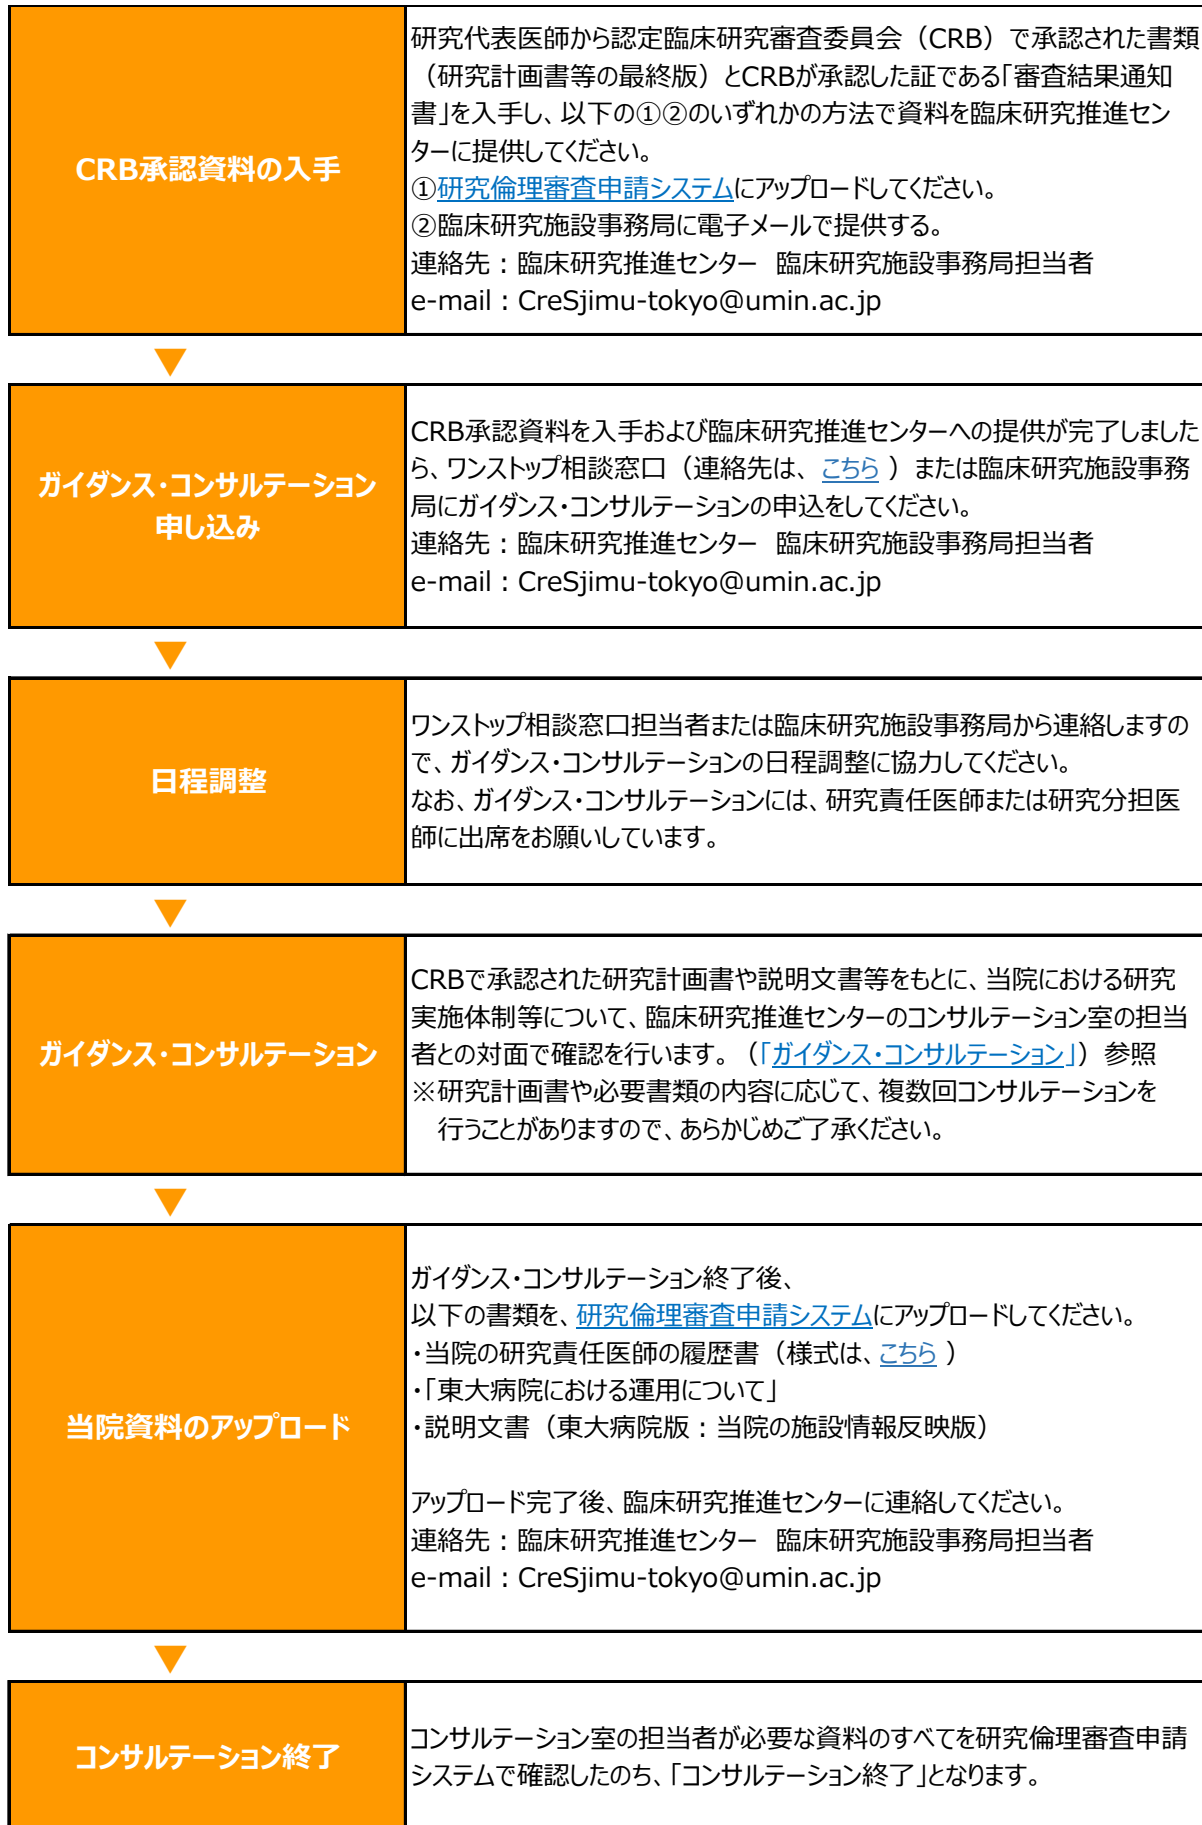 CRB承認資料の入手
研究代表医師から認定臨床研究審査委員会（CRB）で承認された書類
（研究計画書等の最終版）とCRBが承認した証である「審査結果通知
書」を入手し、以下の①②のいずれかの方法で資料を臨床研究推進セン
ターに提供してください。
①研究倫理審査申請システムにアップロードしてください。
②臨床研究施設事務局に電子メールで提供する。
連絡先：臨床研究推進センター　臨床研究施設事務局担当者
e-mail：CreSjimu-tokyo@umin.ac.jp
▼
ガイダンス・コンサルテーション
申し込み
CRB承認資料を入手および臨床研究推進センターへの提供が完了しました
ら、ワンストップ相談窓口（連絡先は、 こちら ）または臨床研究施設事務
局にガイダンス・コンサルテーションの申込をしてください。
連絡先：臨床研究推進センター　臨床研究施設事務局担当者
e-mail：CreSjimu-tokyo@umin.ac.jp
▼
日程調整
ワンストップ相談窓口担当者または臨床研究施設事務局から連絡しますの
で、ガイダンス・コンサルテーションの日程調整に協力してください。
なお、ガイダンス・コンサルテーションには、研究責任医師または研究分担医
師に出席をお願いしています。
▼
ガイダンス・コンサルテーション
CRBで承認された研究計画書や説明文書等をもとに、当院における研究
実施体制等について、臨床研究推進センターのコンサルテーション室の担当
者との対面で確認を行います。（「ガイダンス・コンサルテーション」）参照
※研究計画書や必要書類の内容に応じて、複数回コンサルテーションを
行うことがありますので、あらかじめご了承ください。
▼
当院資料のアップロード
ガイダンス・コンサルテーション終了後、
以下の書類を、研究倫理審査申請システムにアップロードしてください。
・当院の研究責任医師の履歴書（様式は、こちら ）
・「東大病院における運用について」
・説明文書（東大病院版：当院の施設情報反映版）
アップロード完了後、臨床研究推進センターに連絡してください。
連絡先：臨床研究推進センター　臨床研究施設事務局担当者
e-mail：CreSjimu-tokyo@umin.ac.jp
▼
コンサルテーション終了
コンサルテーション室の担当者が必要な資料のすべてを研究倫理審査申請
システムで確認したのち、「コンサルテーション終了」となります。